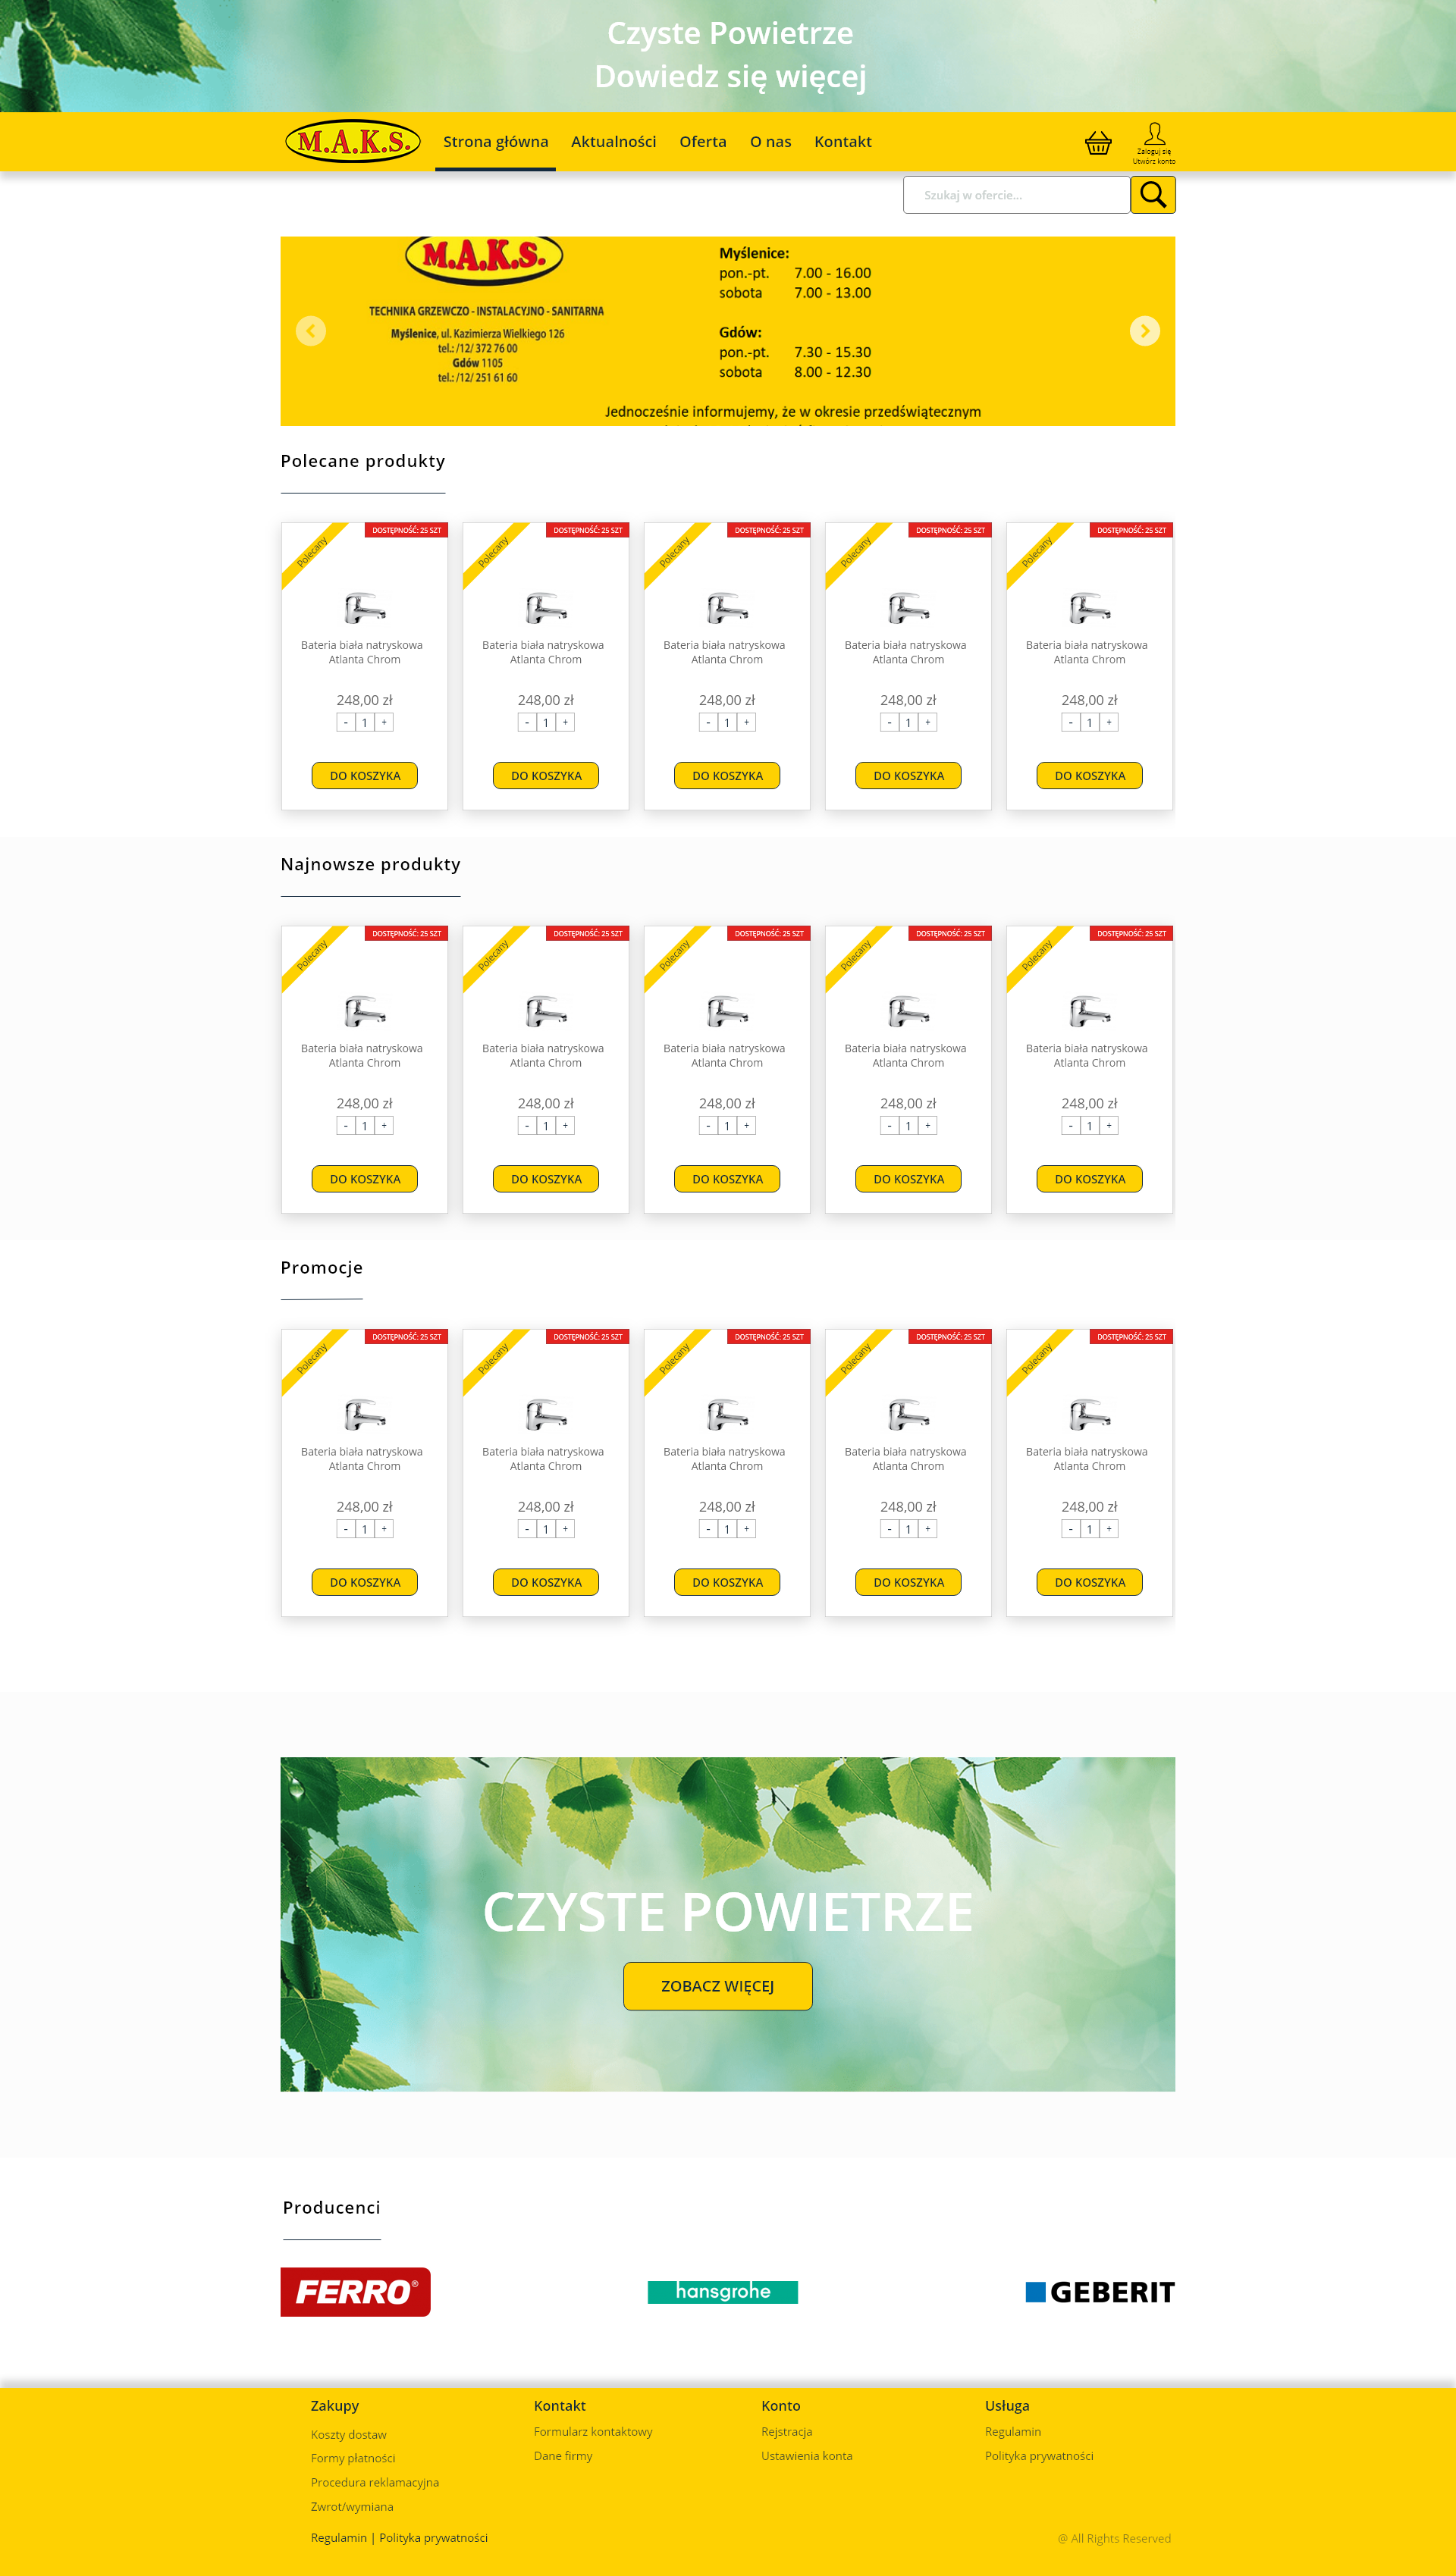 Czyste Powietrze
Dowiedz się więcej
M.A.K.S.
Strona główna Aktualności Oferta O nas Kontakt
Zaloguj się
Utwórz konto
Szukaj w ofercie...
M.A.K.S.
TECHNIKA GRZEWCZO - INSTALACYJNO - SANITARNA
Myślenice, ul. Kazimierza Wielkiego 126
tel.: /12/ 372 76 00
Gdów 1105
tel.: /12/ 251 61 60
Myślenice:
pon.-pt. 7.00 - 16.00
sobota 7.00 - 13.00
Gdów:
pon.-pt. 7.30 - 15.30
sobota 8.00 - 12.30
Jednocześnie informujemy, że w okresie przedświątecznym
Polecane produkty
DOSTĘPNOŚĆ: 25 SZT DOSTĘPNOŚĆ: 25 SZT DOSTĘPNOŚĆ: 25 SZT DOSTĘPNOŚĆ: 25 SZT DOSTĘPNOŚĆ: 25 SZT
Polecany Polecany Polecany Polecany Polecany
Bateria biała natryskowa Bateria biała natryskowa Bateria biała natryskowa Bateria biała natryskowa Bateria biała natryskowa
Atlanta Chrom Atlanta Chrom Atlanta Chrom Atlanta Chrom Atlanta Chrom
248,00 zł 248,00 zł 248,00 zł 248,00 zł 248,00 zł
- 1 + - 1 + - 1 + - 1 + - 1 +
DO KOSZYKA DO KOSZYKA DO KOSZYKA DO KOSZYKA DO KOSZYKA
Najnowsze produkty
DOSTĘPNOŚĆ: 25 SZT DOSTĘPNOŚĆ: 25 SZT DOSTĘPNOŚĆ: 25 SZT DOSTĘPNOŚĆ: 25 SZT DOSTĘPNOŚĆ: 25 SZT
Polecany Polecany Polecany Polecany Polecany
Bateria biała natryskowa Bateria biała natryskowa Bateria biała natryskowa Bateria biała natryskowa Bateria biała natryskowa
Atlanta Chrom Atlanta Chrom Atlanta Chrom Atlanta Chrom Atlanta Chrom
248,00 zł 248,00 zł 248,00 zł 248,00 zł 248,00 zł
- 1 + - 1 + - 1 + - 1 + - 1 +
DO KOSZYKA DO KOSZYKA DO KOSZYKA DO KOSZYKA DO KOSZYKA
Promocje
DOSTĘPNOŚĆ: 25 SZT DOSTĘPNOŚĆ: 25 SZT DOSTĘPNOŚĆ: 25 SZT DOSTĘPNOŚĆ: 25 SZT DOSTĘPNOŚĆ: 25 SZT
Polecany Polecany Polecany Polecany Polecany
Bateria biała natryskowa Bateria biała natryskowa Bateria biała natryskowa Bateria biała natryskowa Bateria biała natryskowa
Atlanta Chrom Atlanta Chrom Atlanta Chrom Atlanta Chrom Atlanta Chrom
248,00 zł 248,00 zł 248,00 zł 248,00 zł 248,00 zł
- 1 + - 1 + - 1 + - 1 + - 1 +
DO KOSZYKA DO KOSZYKA DO KOSZYKA DO KOSZYKA DO KOSZYKA
CZYSTE POWIETRZE
ZOBACZ WIĘCEJ
Producenci
FERRO® hansgrohe GEBERIT
Zakupy
Koszty dostaw
Formy płatności
Procedura reklamacyjna
Zwrot/wymiana
Kontakt
Formularz kontaktowy
Dane firmy
Konto
Rejstracja
Ustawienia konta
Usługa
Regulamin
Polityka prywatności
Regulamin | Polityka prywatności
@ All Rights Reserved